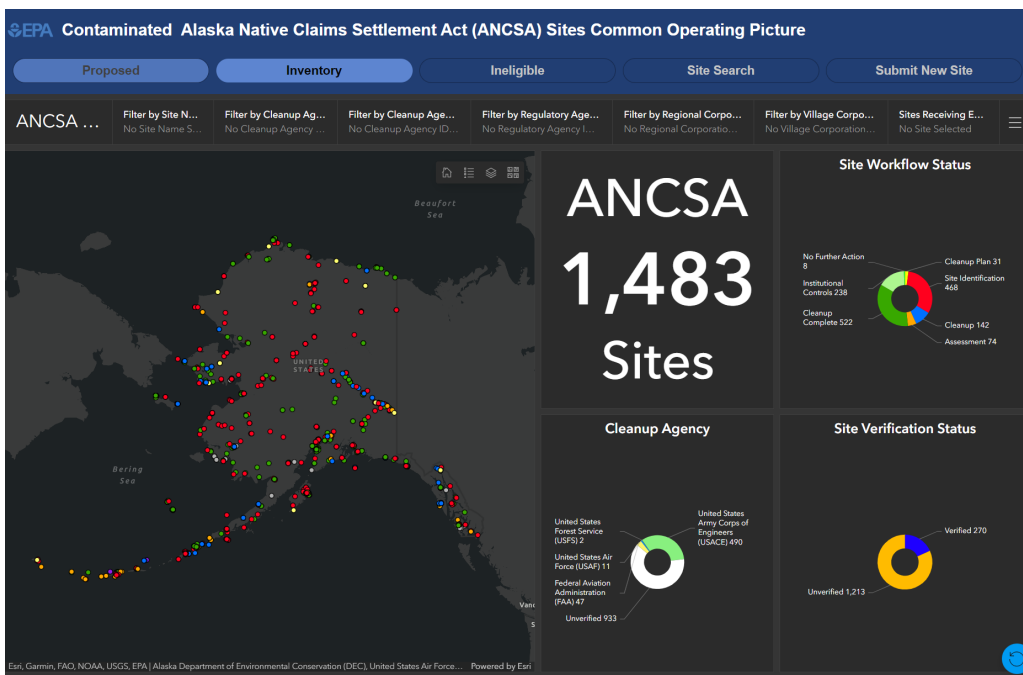 EPA Contaminated Alaska Native Claims Settlement Act (ANCSA) Sites Common Operating Picture
Proposed
Inventory
Ineligible
Site Search
Submit New Site
ANCSA ...
Filter by Site N...
No Site Name S...
Filter by Cleanup Ag...
No Cleanup Agency ...
Filter by Cleanup Age...
No Cleanup Agency ID...
Filter by Regulatory Age...
No Regulatory Agency I...
Filter by Regional Corpo...
No Regional Corporatio...
Filter by Village Corpo...
No Village Corporation...
Sites Receiving E...
No Site Selected
Beaufort
Sea
UNITED
STATES
Bering
Sea
Vanc
S
Esri, Garmin, FAO, NOAA, USGS, EPA | Alaska Department of Environmental Conservation (DEC), United States Air Force...
Powered by Esri
ANCSA
1,483
Sites
Site Workflow Status
No Further Action
8
Institutional
Controls 238
Cleanup
Complete 522
Cleanup Plan 31
Site Identification
468
Cleanup 142
Assessment 74
Cleanup Agency
United States
Forest Service
(USFS) 2
United States Air
Force (USAF) 11
Federal Aviation
Administration
(FAA) 47
Unverified 933
United States
Army Corps of
Engineers
(USACE) 490
Site Verification Status
Verified 270
Unverified 1,213